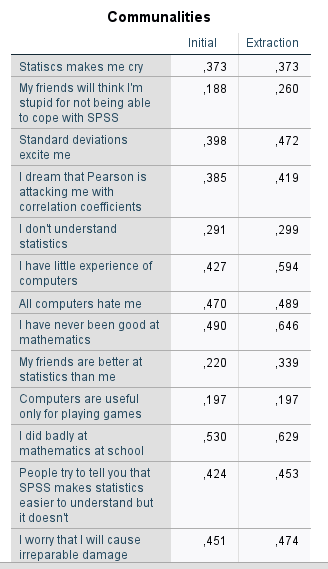 Communalities
Initial Extraction
Statiscs makes me cry ,373 ,373
My friends will think I'm ,188 ,260
stupid for not being able
to cope with SPSS
Standard deviations ,398 ,472
excite me
I dream that Pearson is ,385 ,419
attacking me with
correlation coefficients
I don't understand ,291 ,299
statistics
I have little experience of ,427 ,594
computers
All computers hate me ,470 ,489
I have never been good at ,490 ,646
mathematics
My friends are better at ,220 ,339
statistics than me
Computers are useful ,197 ,197
only for playing games
I did badly at ,530 ,629
mathematics at school
People try to tell you that ,424 ,453
SPSS makes statistics
easier to understand but
it doesn't
I worry that I will cause ,451 ,474
irreparable damage